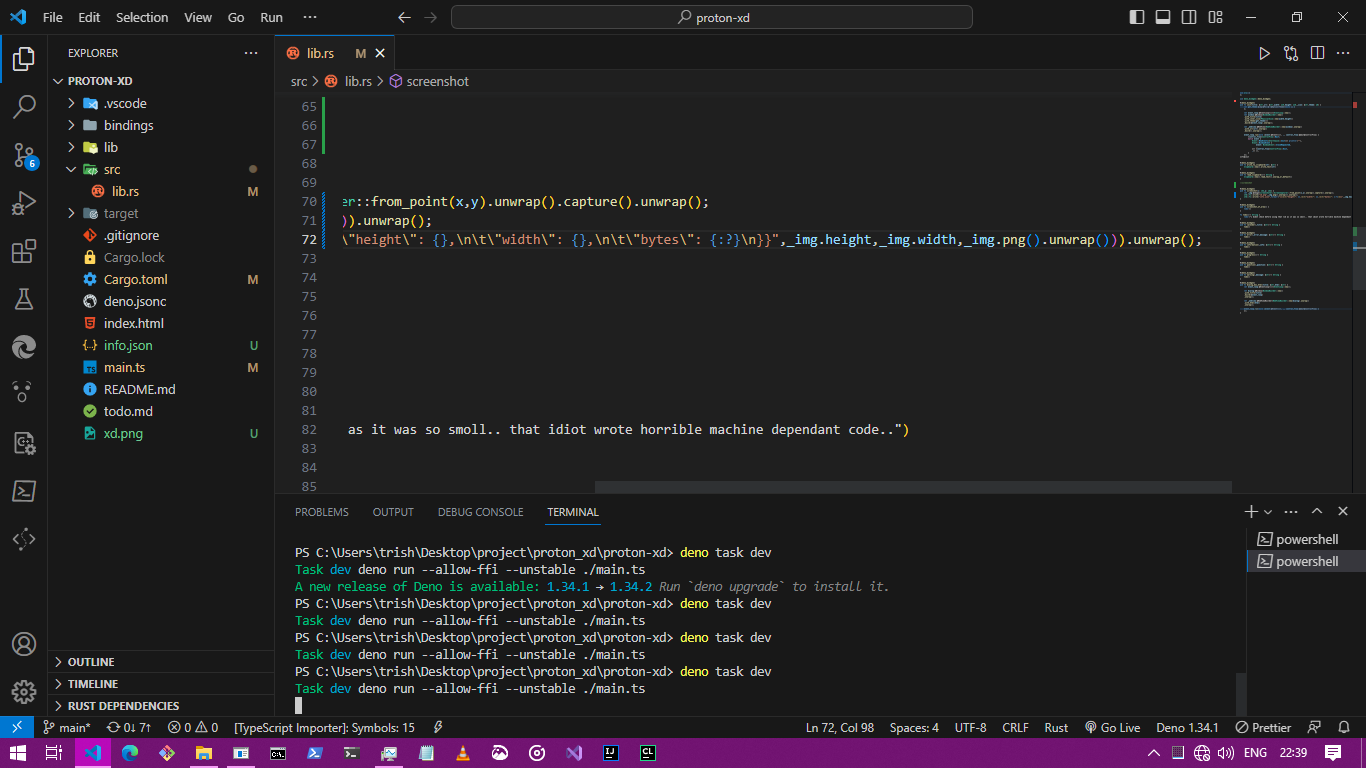 File Edit Selection View Go Run ··· proton-xd
EXPLORER
PROTON-XD
.vscode
bindings
lib
src
lib.rs M
target
.gitignore
Cargo.lock
Cargo.toml M
deno.jsonc
index.html
info.json U
main.ts M
README.md
todo.md
xd.png U
OUTLINE
TIMELINE
RUST DEPENDENCIES
6
lib.rs M
src > lib.rs > screenshot
65
66
67
68
69
70 er::from_point(x,y).unwrap().capture().unwrap();
71 )).unwrap();
72 \"height\": {},\n\t\"width\": {},\n\t\"bytes\": {:?}\n}}",_img.height,_img.width,_img.png().unwrap())).unwrap();
73
74
75
76
77
78
79
80
81
82 as it was so smoll.. that idiot wrote horrible machine dependant code..")
83
84
85
PROBLEMS OUTPUT DEBUG CONSOLE TERMINAL
PS C:\Users\trish\Desktop\project\proton_xd\proton-xd> deno task dev
Task dev deno run --allow-ffi --unstable ./main.ts
A new release of Deno is available: 1.34.1 → 1.34.2 Run `deno upgrade` to install it.
PS C:\Users\trish\Desktop\project\proton_xd\proton-xd> deno task dev
Task dev deno run --allow-ffi --unstable ./main.ts
PS C:\Users\trish\Desktop\project\proton_xd\proton-xd> deno task dev
Task dev deno run --allow-ffi --unstable ./main.ts
PS C:\Users\trish\Desktop\project\proton_xd\proton-xd> deno task dev
Task dev deno run --allow-ffi --unstable ./main.ts
powershell
powershell
main* 0↓ 7↑ 0 0 [TypeScript Importer]: Symbols: 15 Ln 72, Col 98 Spaces: 4 UTF-8 CRLF Rust Go Live Deno 1.34.1 Prettier
ENG 22:39